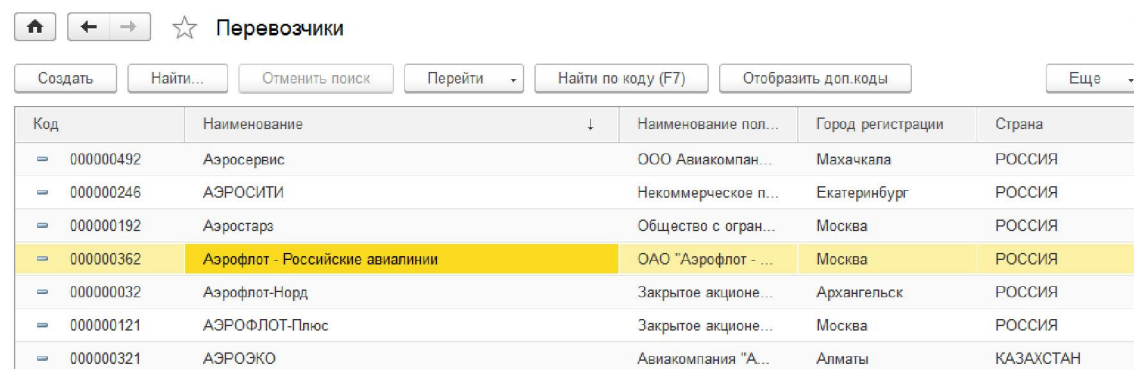 Перевозчики
Создать Найти... Отменить поиск Перейти Найти по коду (F7) Отобразить доп.коды Еще
Код Наименование ↓ Наименование пол... Город регистрации Страна
000000492 Аэросервис ООО Авиакомпан... Махачкала РОССИЯ
000000246 АЭРОСИТИ Некоммерческое п... Екатеринбург РОССИЯ
000000192 Аэростарз Общество с огран... Москва РОССИЯ
000000362 Аэрофлот - Российские авиалинии ОАО "Аэрофлот - ... Москва РОССИЯ
000000032 Аэрофлот-Норд Закрытое акционе... Архангельск РОССИЯ
000000121 АЭРОФЛОТ-Плюс Закрытое акционе... Москва РОССИЯ
000000321 АЭРОЭКО Авиакомпания "А... Алматы КАЗАХСТАН